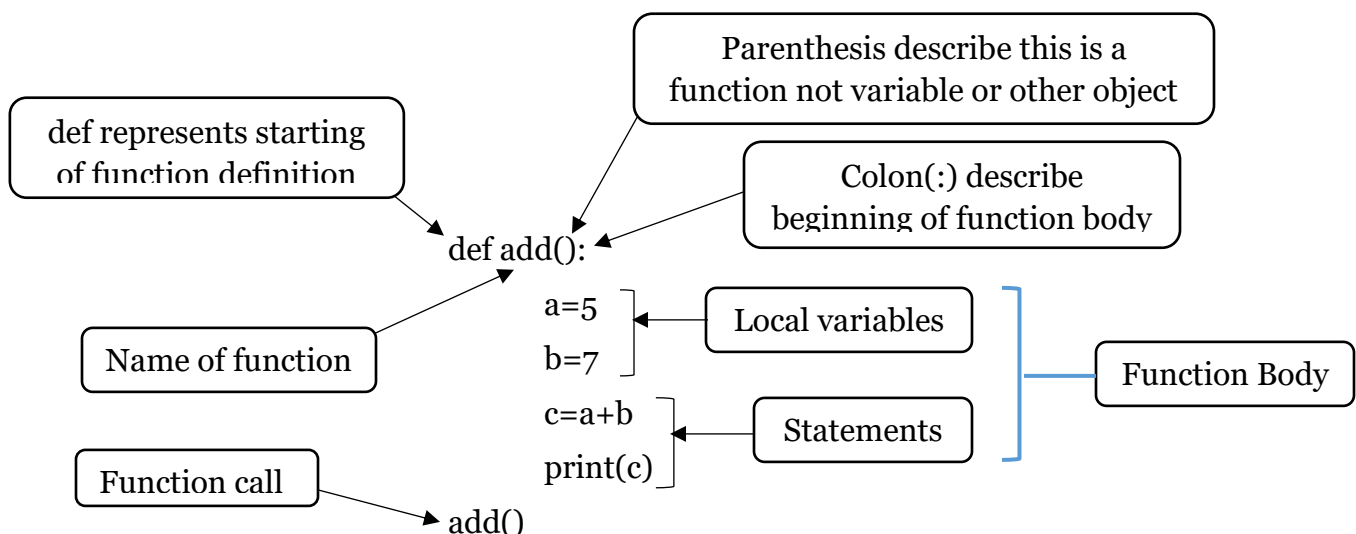 Parenthesis describe this is a
function not variable or other object
def represents starting
of function definition
Colon(:) describe
beginning of function body
def add():
a=5
b=7
Local variables
Name of function
Function Body
c=a+b
print(c)
Statements
Function call
add()